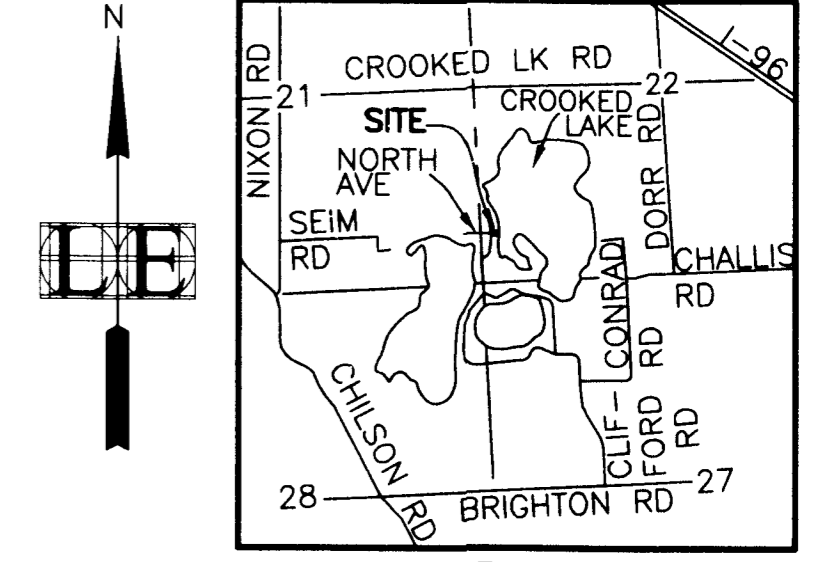 N
LE
NIXON RD
21
CROOKED LK RD
22
I-96
CROOKED
LAKE
SITE
NORTH
AVE
DORR RD
SEiM
RD
CHALLIS
RD
CONRAD
RD
CHILSON RD
CLIF-
FORD
RD
28
BRIGHTON RD
27